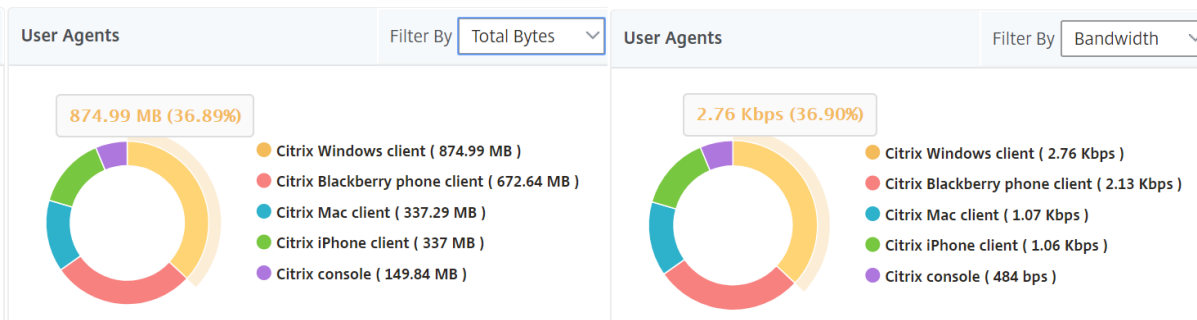 User Agents
Filter By Total Bytes
874.99 MB (36.89%)
Citrix Windows client ( 874.99 MB )
Citrix Blackberry phone client ( 672.64 MB )
Citrix Mac client ( 337.29 MB )
Citrix iPhone client ( 337 MB )
Citrix console ( 149.84 MB )
User Agents
Filter By Bandwidth
2.76 Kbps (36.90%)
Citrix Windows client ( 2.76 Kbps )
Citrix Blackberry phone client ( 2.13 Kbps )
Citrix Mac client ( 1.07 Kbps )
Citrix iPhone client ( 1.06 Kbps )
Citrix console ( 484 bps )